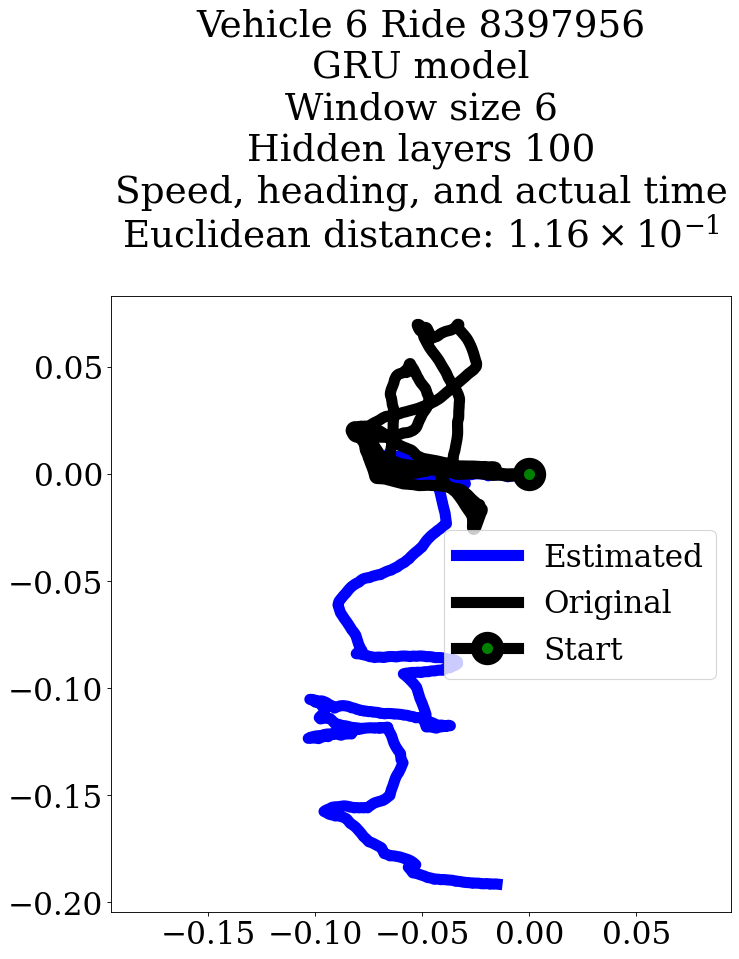 Vehicle 6 Ride 8397956
GRU model
Window size 6
Hidden layers 100
Speed, heading, and actual time
Euclidean distance: 1.16 × 10⁻¹
0.05
0.00
−0.05
−0.10
−0.15
−0.20
Estimated
Original
Start
−0.15 −0.10 −0.05 0.00 0.05